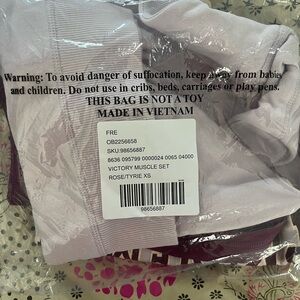 Warning: To avoid danger of suffocation, keep away from babies
and children. Do not use in cribs, beds, carriages or play pens.
THIS BAG IS NOT A TOY
MADE IN VIETNAM
FRE
OB2256658
SKU:98656887
8636 095799 0000024 0065 04000
VICTORY MUSCLE SET
ROSE/TYRIE XS
98656887